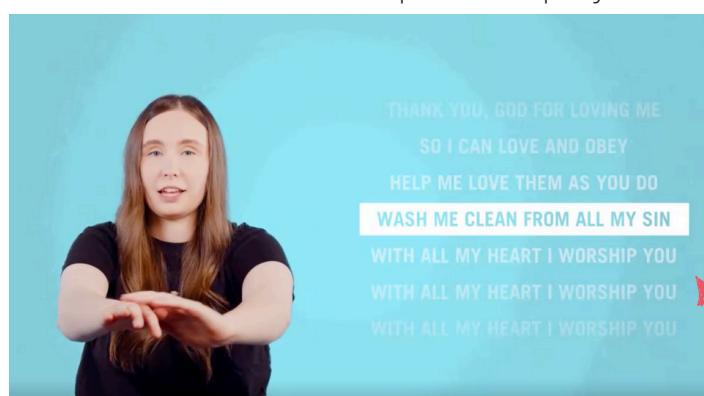 THANK YOU, GOD FOR LOVING ME
SO I CAN LOVE AND OBEY
HELP ME LOVE THEM AS YOU DO
WASH ME CLEAN FROM ALL MY SIN
WITH ALL MY HEART I WORSHIP YOU
WITH ALL MY HEART I WORSHIP YOU
WITH ALL MY HEART I WORSHIP YOU